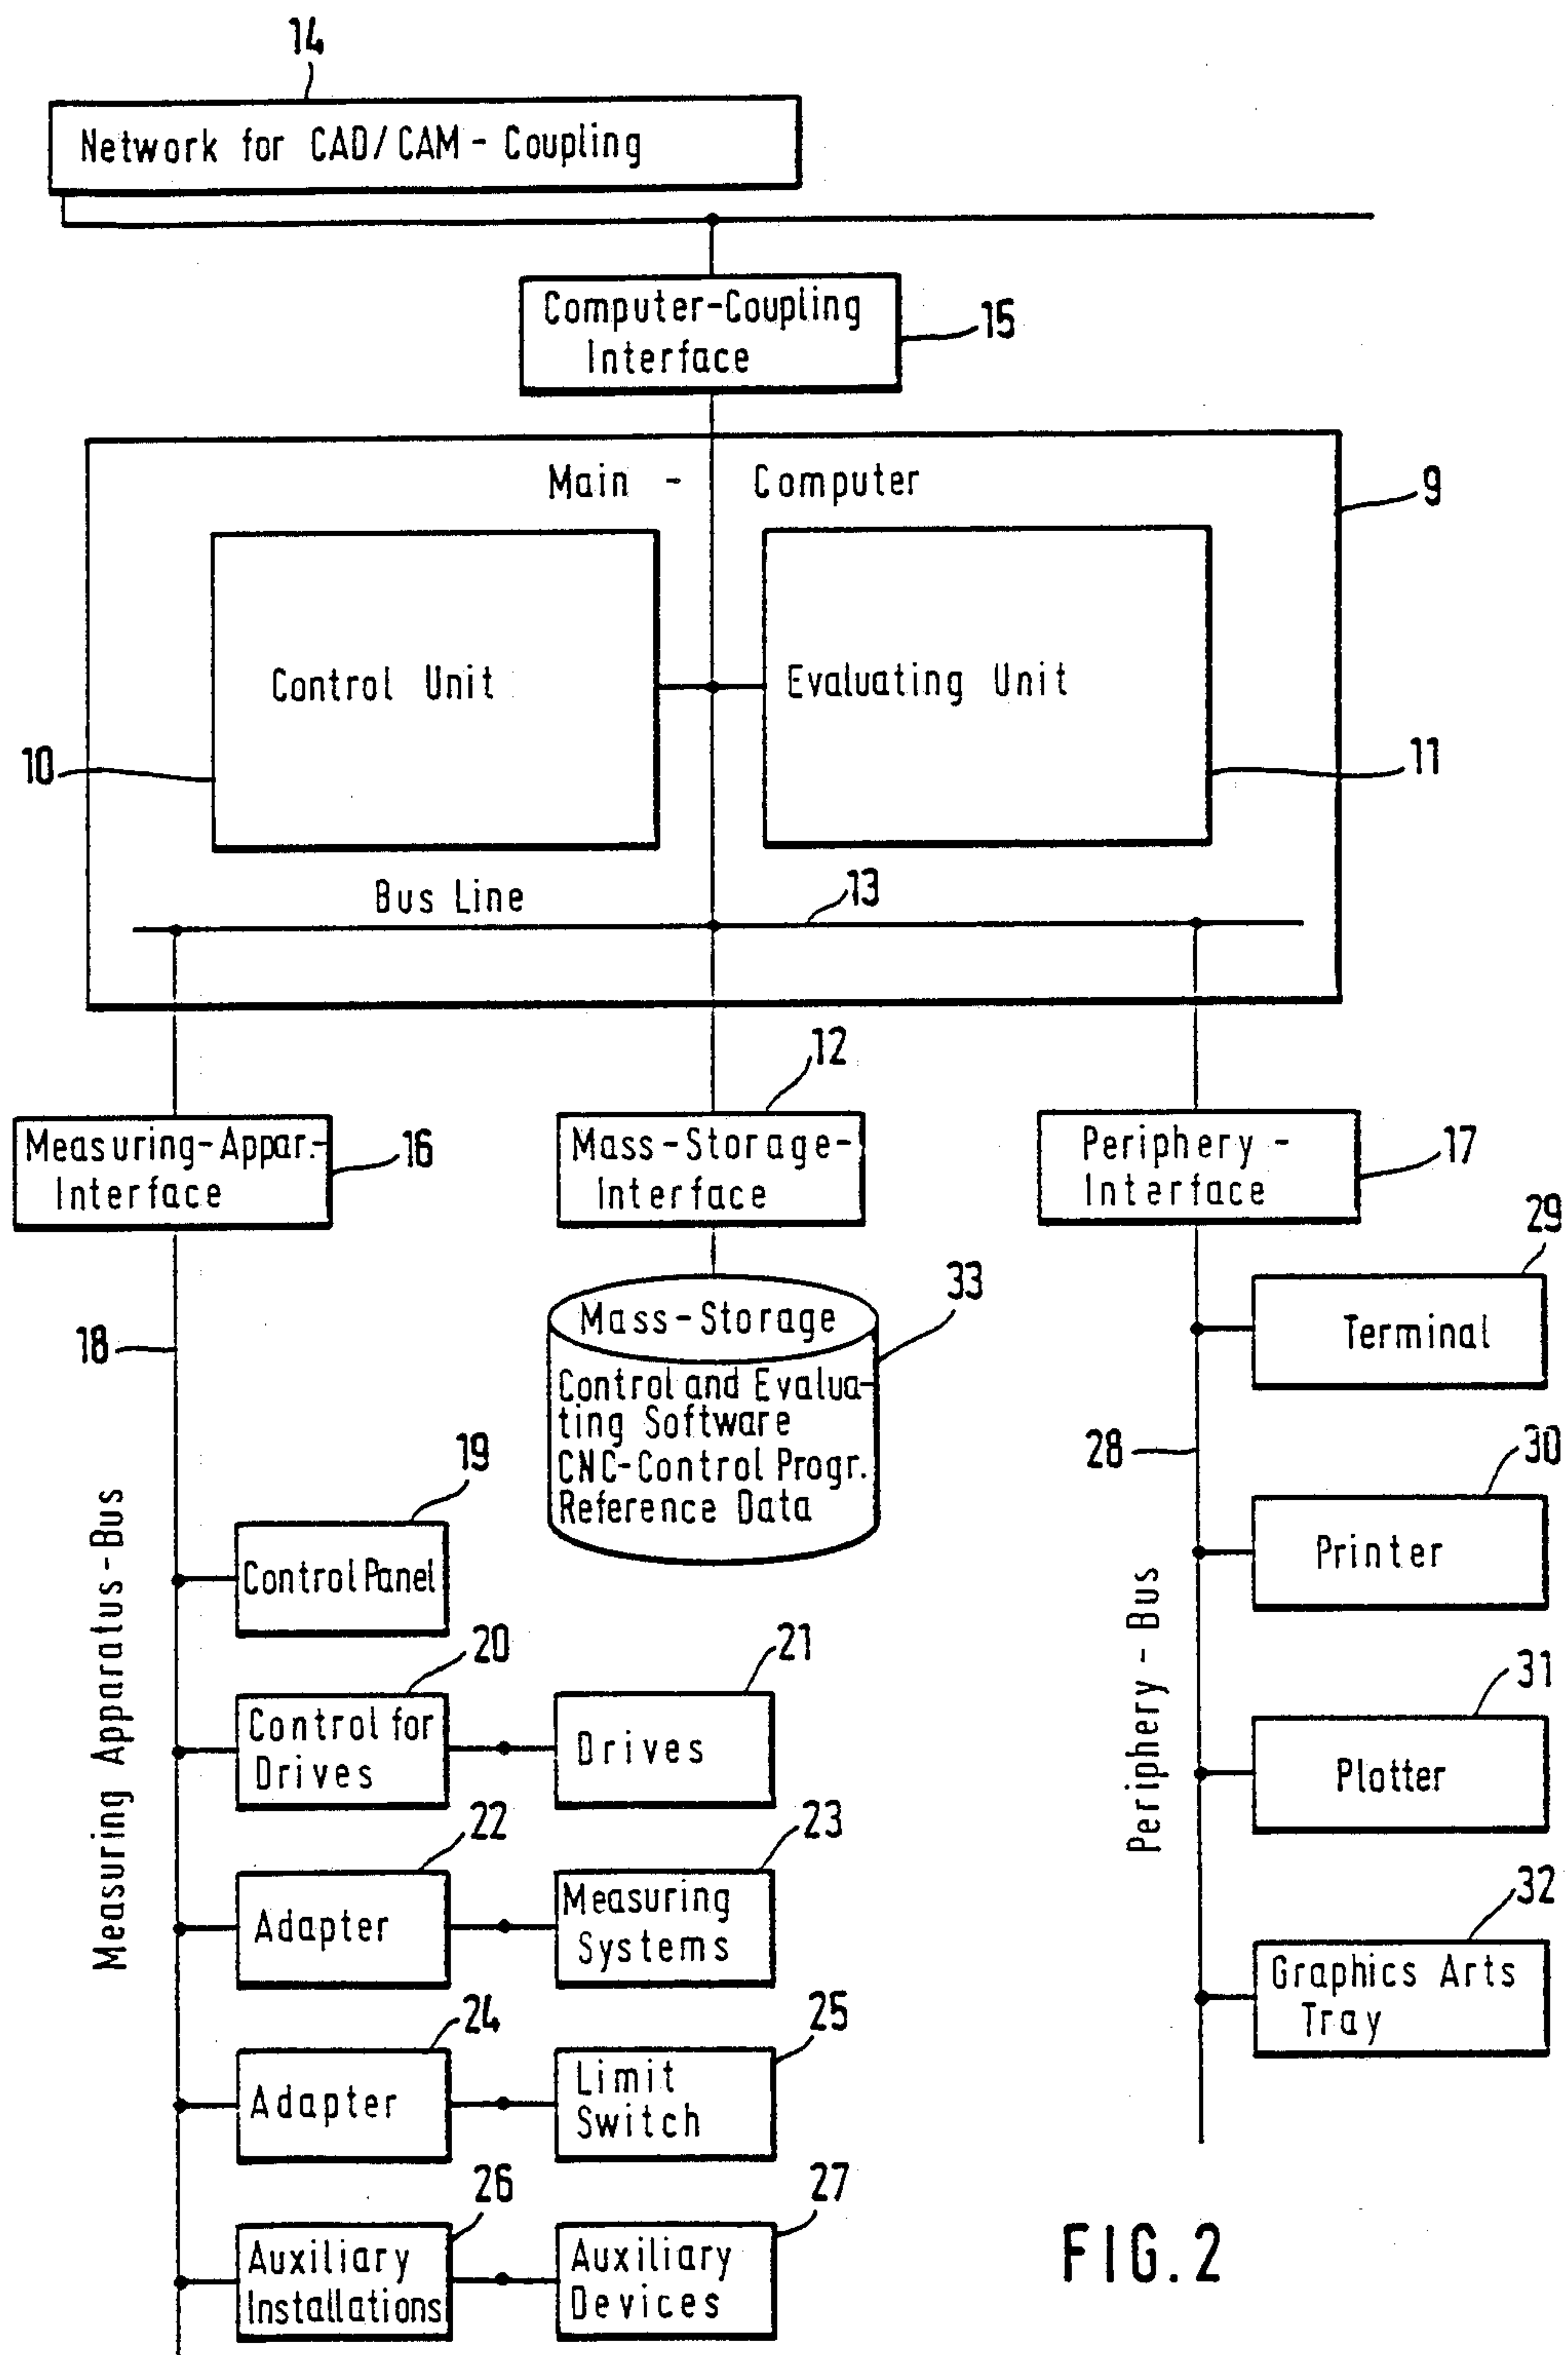 14
Network for CAD/CAM - Coupling
Computer-Coupling
Interface
15
Main - Computer
9
Control Unit
Evaluating Unit
10
11
Bus Line
13
12
Measuring-Appar.-
Interface
16
Mass-Storage-
Interface
Periphery -
Interface
17
29
Terminal
18
33
Mass-Storage
Control and Evalua-
ting Software
CNC-Control Progr.
Reference Data
28
30
Printer
19
Control Panel
Measuring Apparatus-Bus
Periphery - Bus
20
Control for
Drives
21
Drives
31
Plotter
22
Adapter
23
Measuring
Systems
32
Graphics Arts
Tray
24
Adapter
25
Limit
Switch
26
Auxiliary
Installations
27
Auxiliary
Devices
FIG. 2